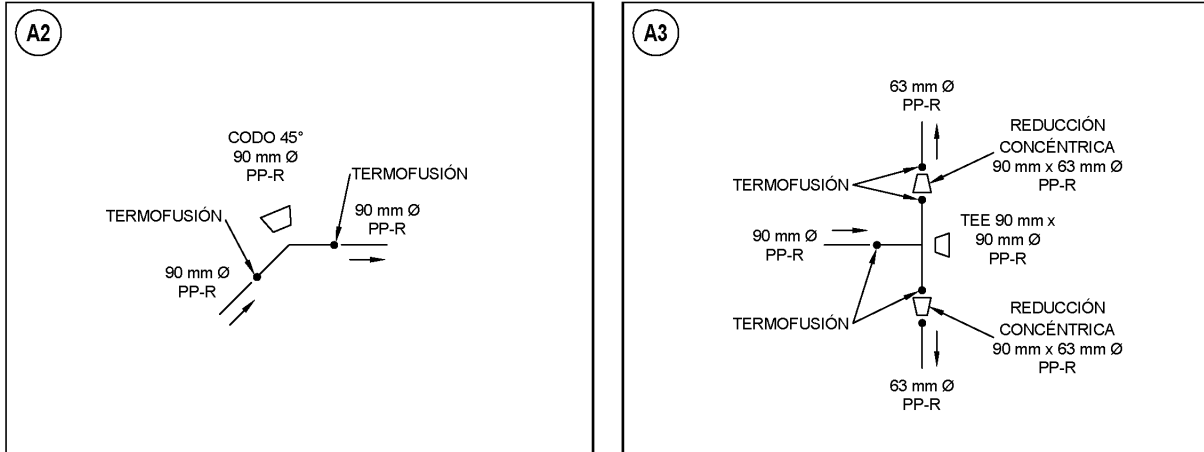 A2
CODO 45°
90 mm Ø
PP-R
TERMOFUSIÓN
TERMOFUSIÓN
90 mm Ø
PP-R
90 mm Ø
PP-R
A3
63 mm Ø
PP-R
REDUCCIÓN
CONCÉNTRICA
90 mm x 63 mm Ø
PP-R
TERMOFUSIÓN
TEE 90 mm x
90 mm Ø
PP-R
90 mm Ø
PP-R
TERMOFUSIÓN
REDUCCIÓN
CONCÉNTRICA
90 mm x 63 mm Ø
PP-R
63 mm Ø
PP-R